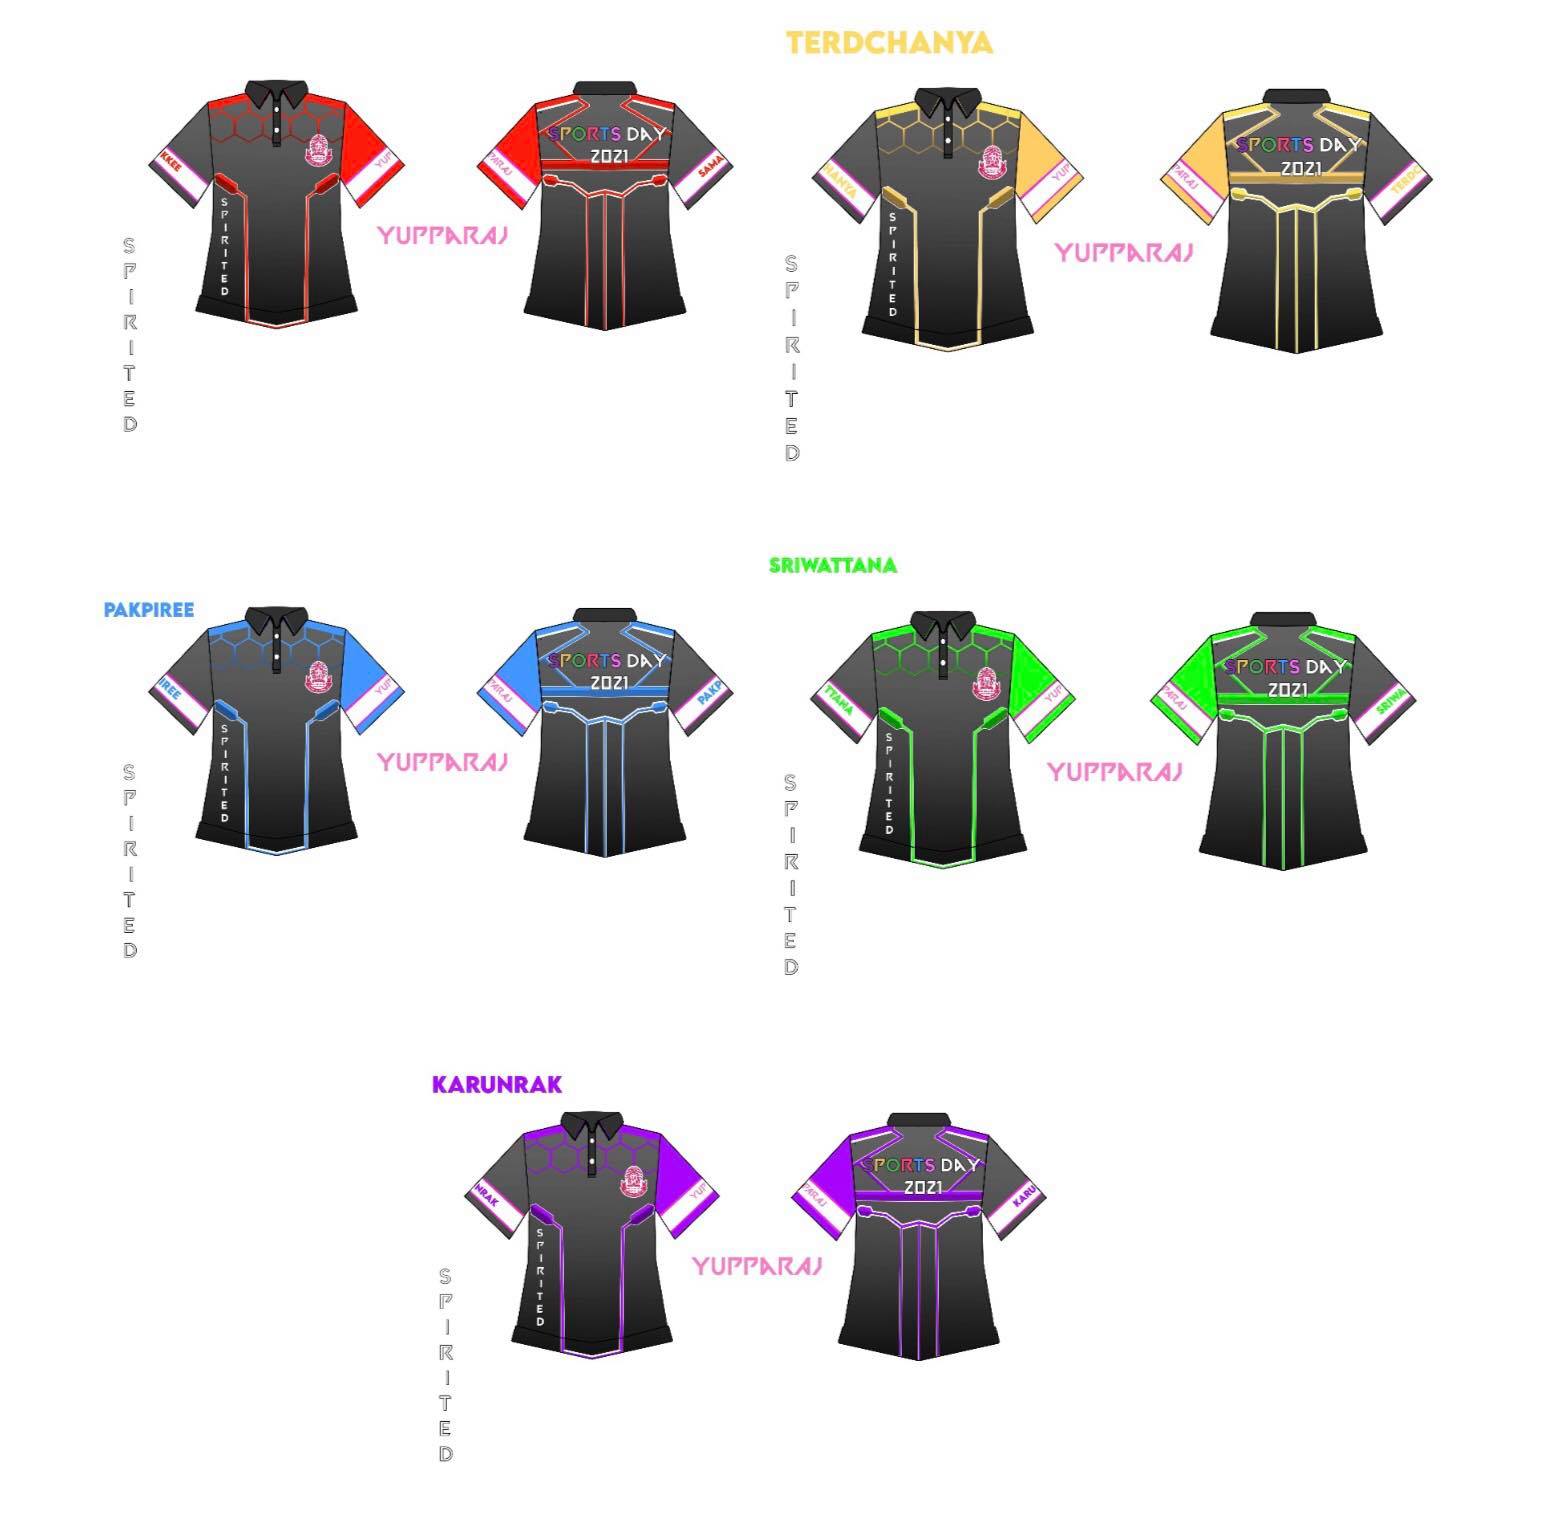 TERDCHANYA
KKEE
YUP
PARAJ
SPORTS DAY
2021
SAMA
SPIRITED
SPIRITED
YUPPARAJ
HANYA
YUP
PARAJ
SPORTS DAY
2021
TERDC
SPIRITED
SPIRITED
YUPPARAJ
PAKPIREE
IREE
YUP
PARAJ
SPORTS DAY
2021
PAKP
SPIRITED
SPIRITED
YUPPARAJ
SRIWATTANA
TTANA
YUP
PARAJ
SPORTS DAY
2021
SRIWA
SPIRITED
SPIRITED
YUPPARAJ
KARUNRAK
NRAK
YUP
PARAJ
SPORTS DAY
2021
KARU
SPIRITED
SPIRITED
YUPPARAJ